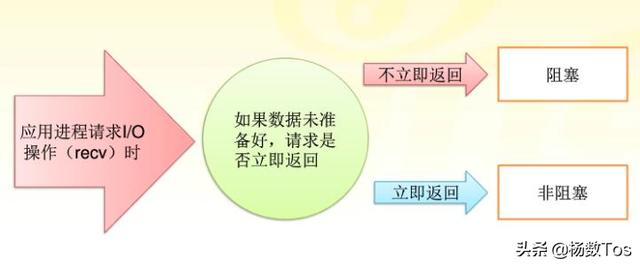 应用进程请求I/O
操作（recv）时
如果数据未准
备好，请求是
否立即返回
不立即返回
阻塞
立即返回
非阻塞
头条 @杨数Tos